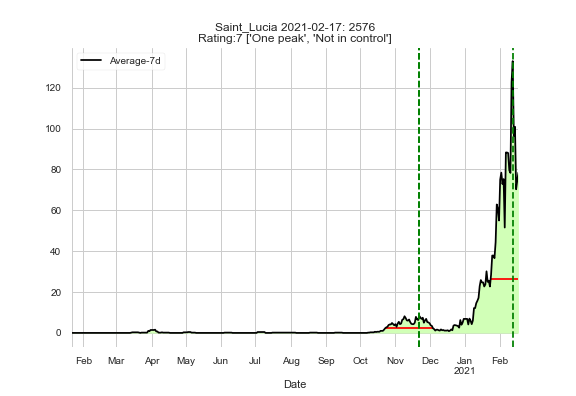 Saint_Lucia 2021-02-17: 2576
Rating:7 ['One peak', 'Not in control']
Average-7d
120
100
80
60
40
20
0
Feb Mar Apr May Jun Jul Aug Sep Oct Nov Dec Jan Feb
2021
Date